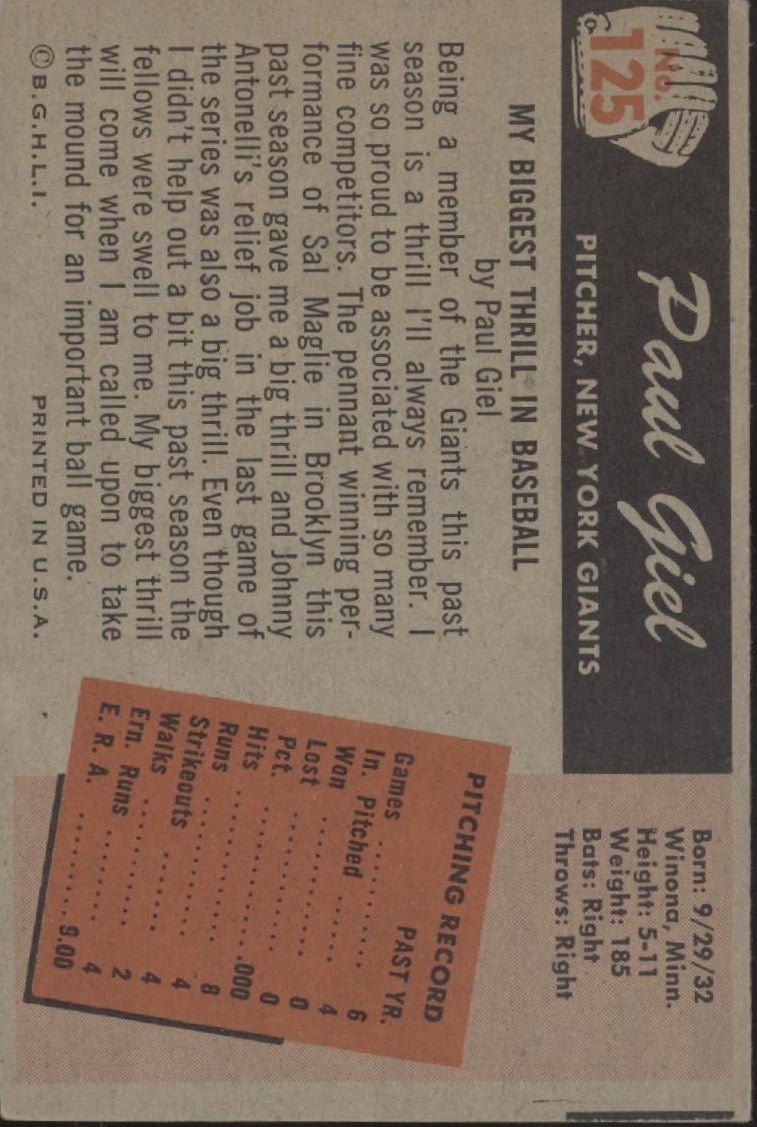 NO.
125
Paul Giel
PITCHER, NEW YORK GIANTS
Born: 9/29/32
Winona, Minn.
Height: 5-11
Weight: 185
Bats: Right
Throws: Right
MY BIGGEST THRILL IN BASEBALL
by Paul Giel
Being a member of the Giants this past
season is a thrill I'll always remember. I
was so proud to be associated with so many
fine competitors. The pennant winning per-
formance of Sal Maglie in Brooklyn this
past season gave me a big thrill and Johnny
Antonelli's relief job in the last game of
the series was also a big thrill. Even though
I didn't help out a bit this past season the
fellows were swell to me. My biggest thrill
will come when I am called upon to take
the mound for an important ball game.
© B.G.H.L.I. PRINTED IN U.S.A.
PITCHING RECORD
PAST YR.
Games .......... 6
In. Pitched ...... 4
Won ............ 0
Lost ............ 0
Pct. ............ .000
Hits ............ 8
Runs ............ 4
Strikeouts ...... 4
Walks .......... 2
Ern. Runs ...... 4
E. R. A. ........ 9.00